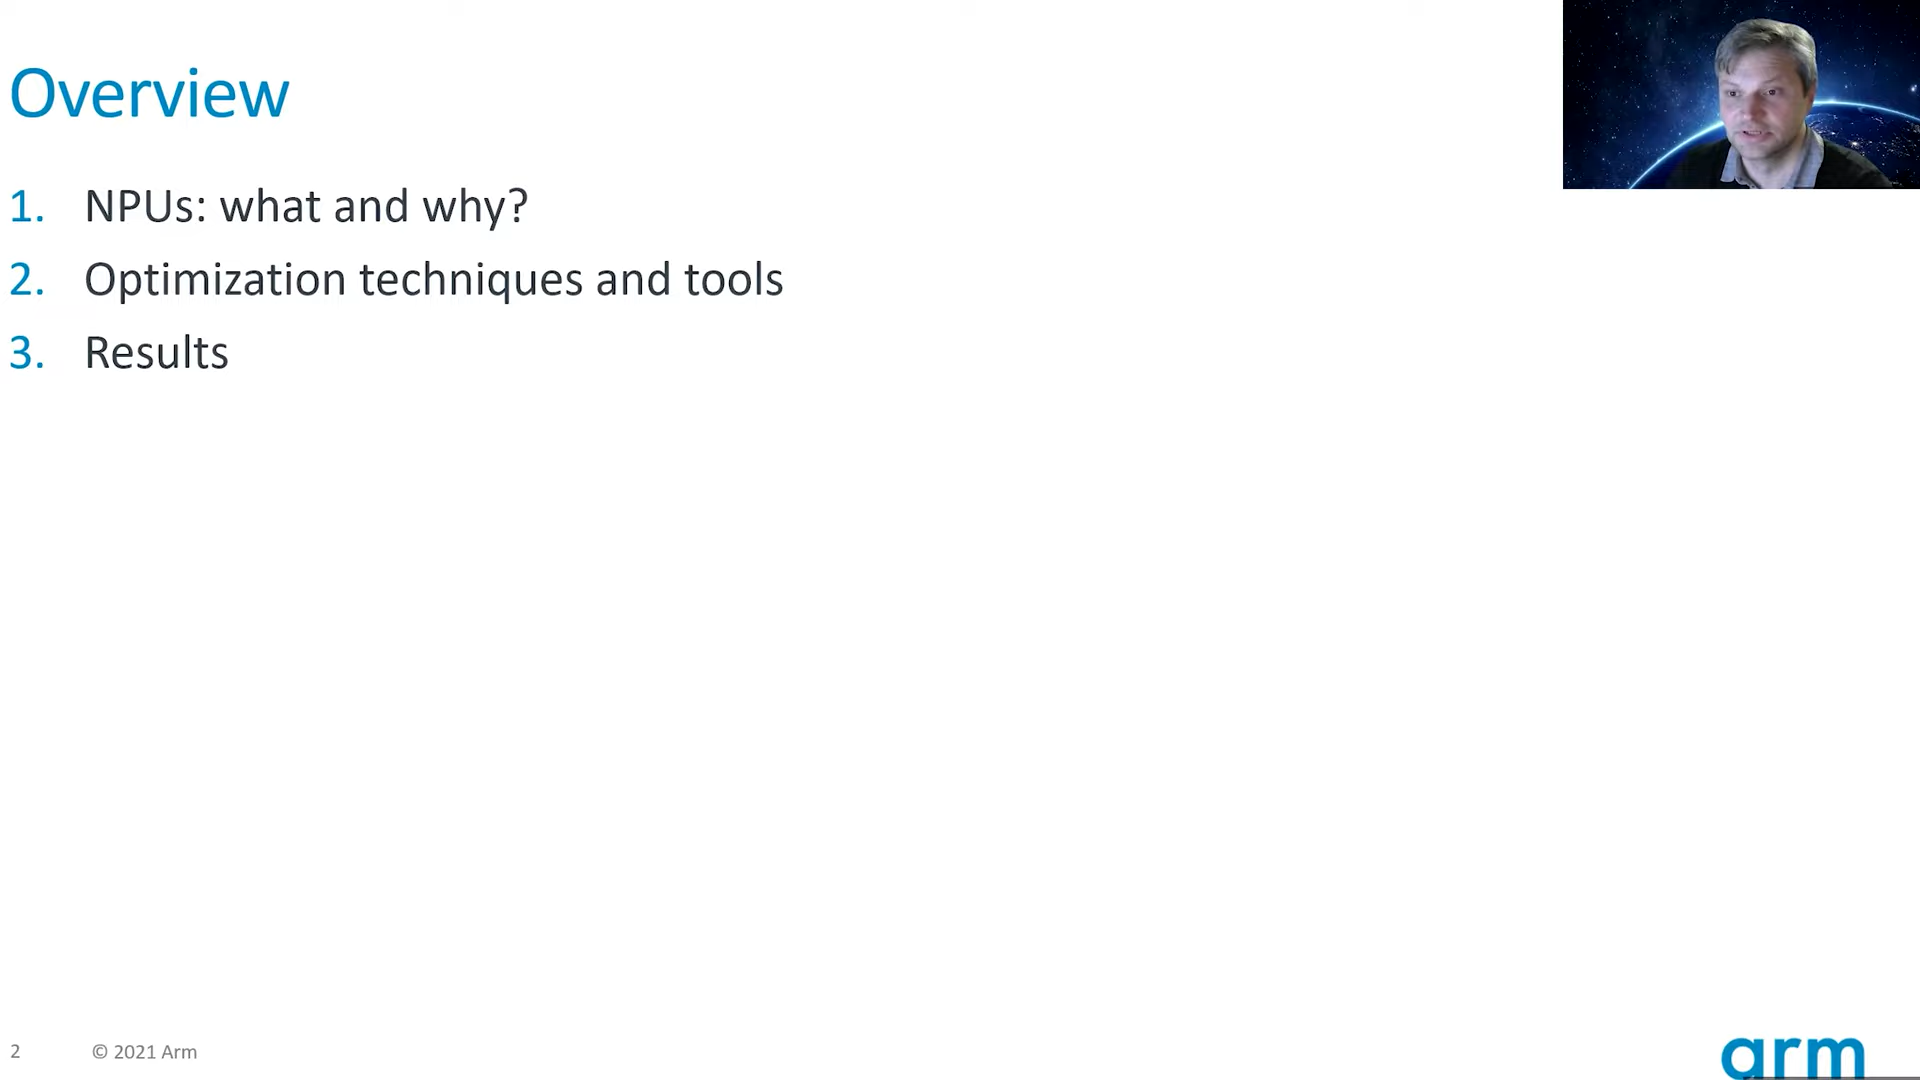 Overview
1. NPUs: what and why?
2. Optimization techniques and tools
3. Results
2 © 2021 Arm
arm